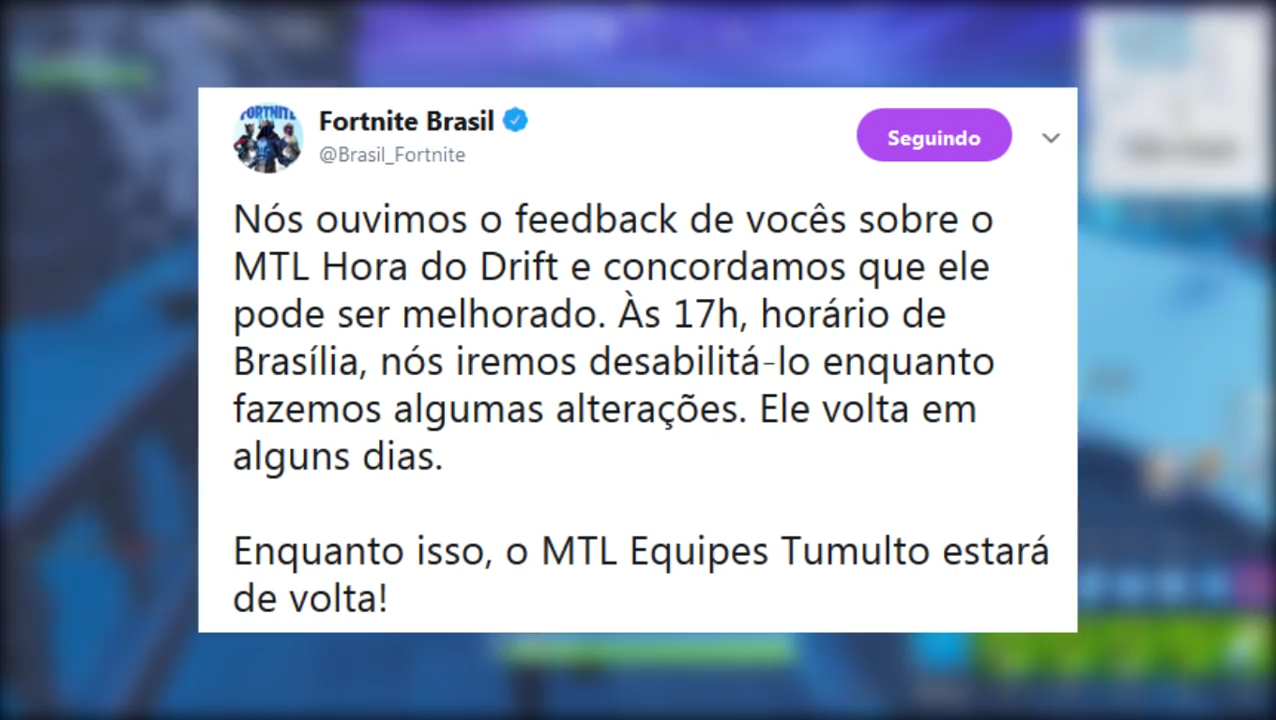 FORTNITE
Fortnite Brasil
@Brasil_Fortnite
Seguindo
Nós ouvimos o feedback de vocês sobre o
MTL Hora do Drift e concordamos que ele
pode ser melhorado. Às 17h, horário de
Brasília, nós iremos desabilitá-lo enquanto
fazemos algumas alterações. Ele volta em
alguns dias.
Enquanto isso, o MTL Equipes Tumulto estará
de volta!